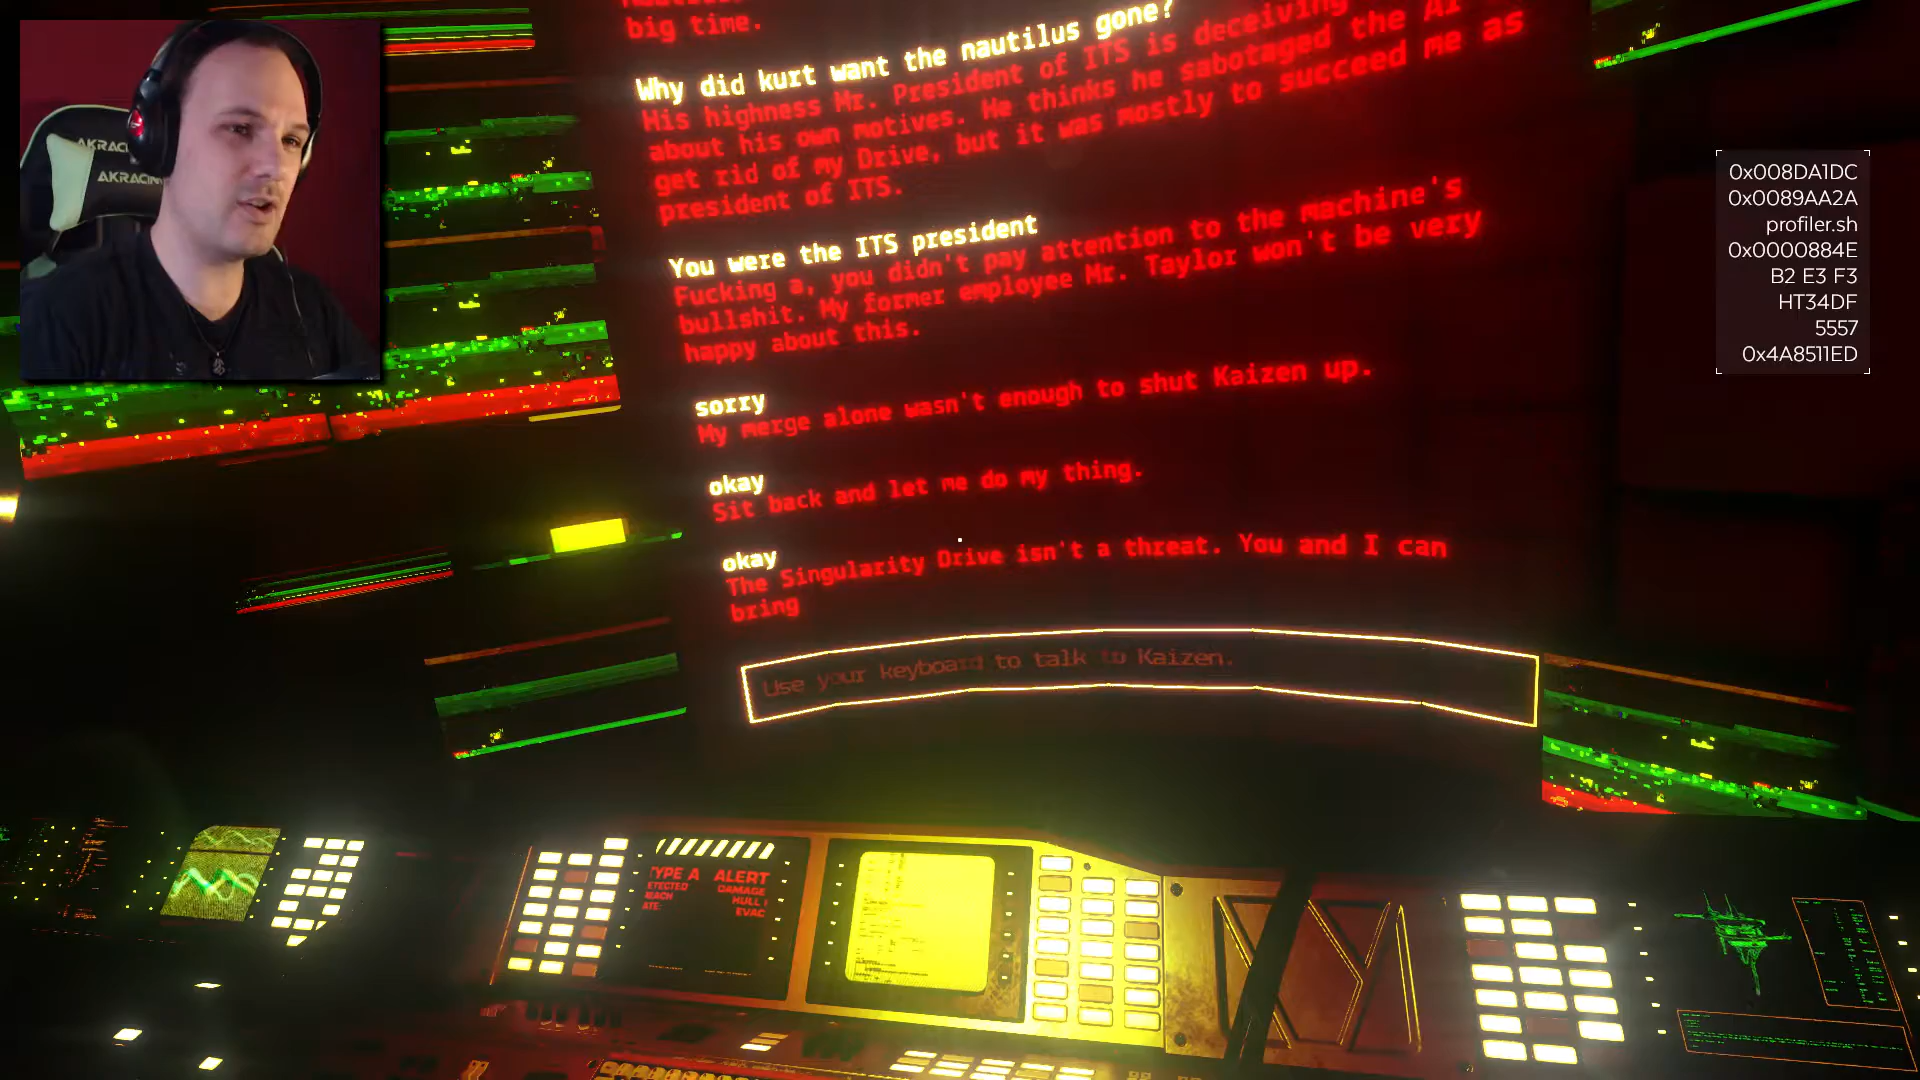 big time.
Why did kurt want the nautilus gone?
His highness Mr. President of ITS is deceiving
about his own motives. He thinks he sabotaged the AI
get rid of my Drive, but it was mostly to succeed me as
president of ITS.
You were the ITS president
Fucking a, you didn't pay attention to the machine's
bullshit. My former employee Mr. Taylor won't be very
happy about this.
sorry
My merge alone wasn't enough to shut Kaizen up.
okay
Sit back and let me do my thing.
okay
The Singularity Drive isn't a threat. You and I can
bring
Use your keyboard to talk to Kaizen.
0x008DA1DC
0x0089AA2A
profiler.sh
0x0000884E
B2 E3 F3
HT34DF
5557
0x4A8511ED
AKRACING
AKRACING
TYPE A ALERT
ETECTED DAMAGE
REACH HULL I
ATE: EVAC